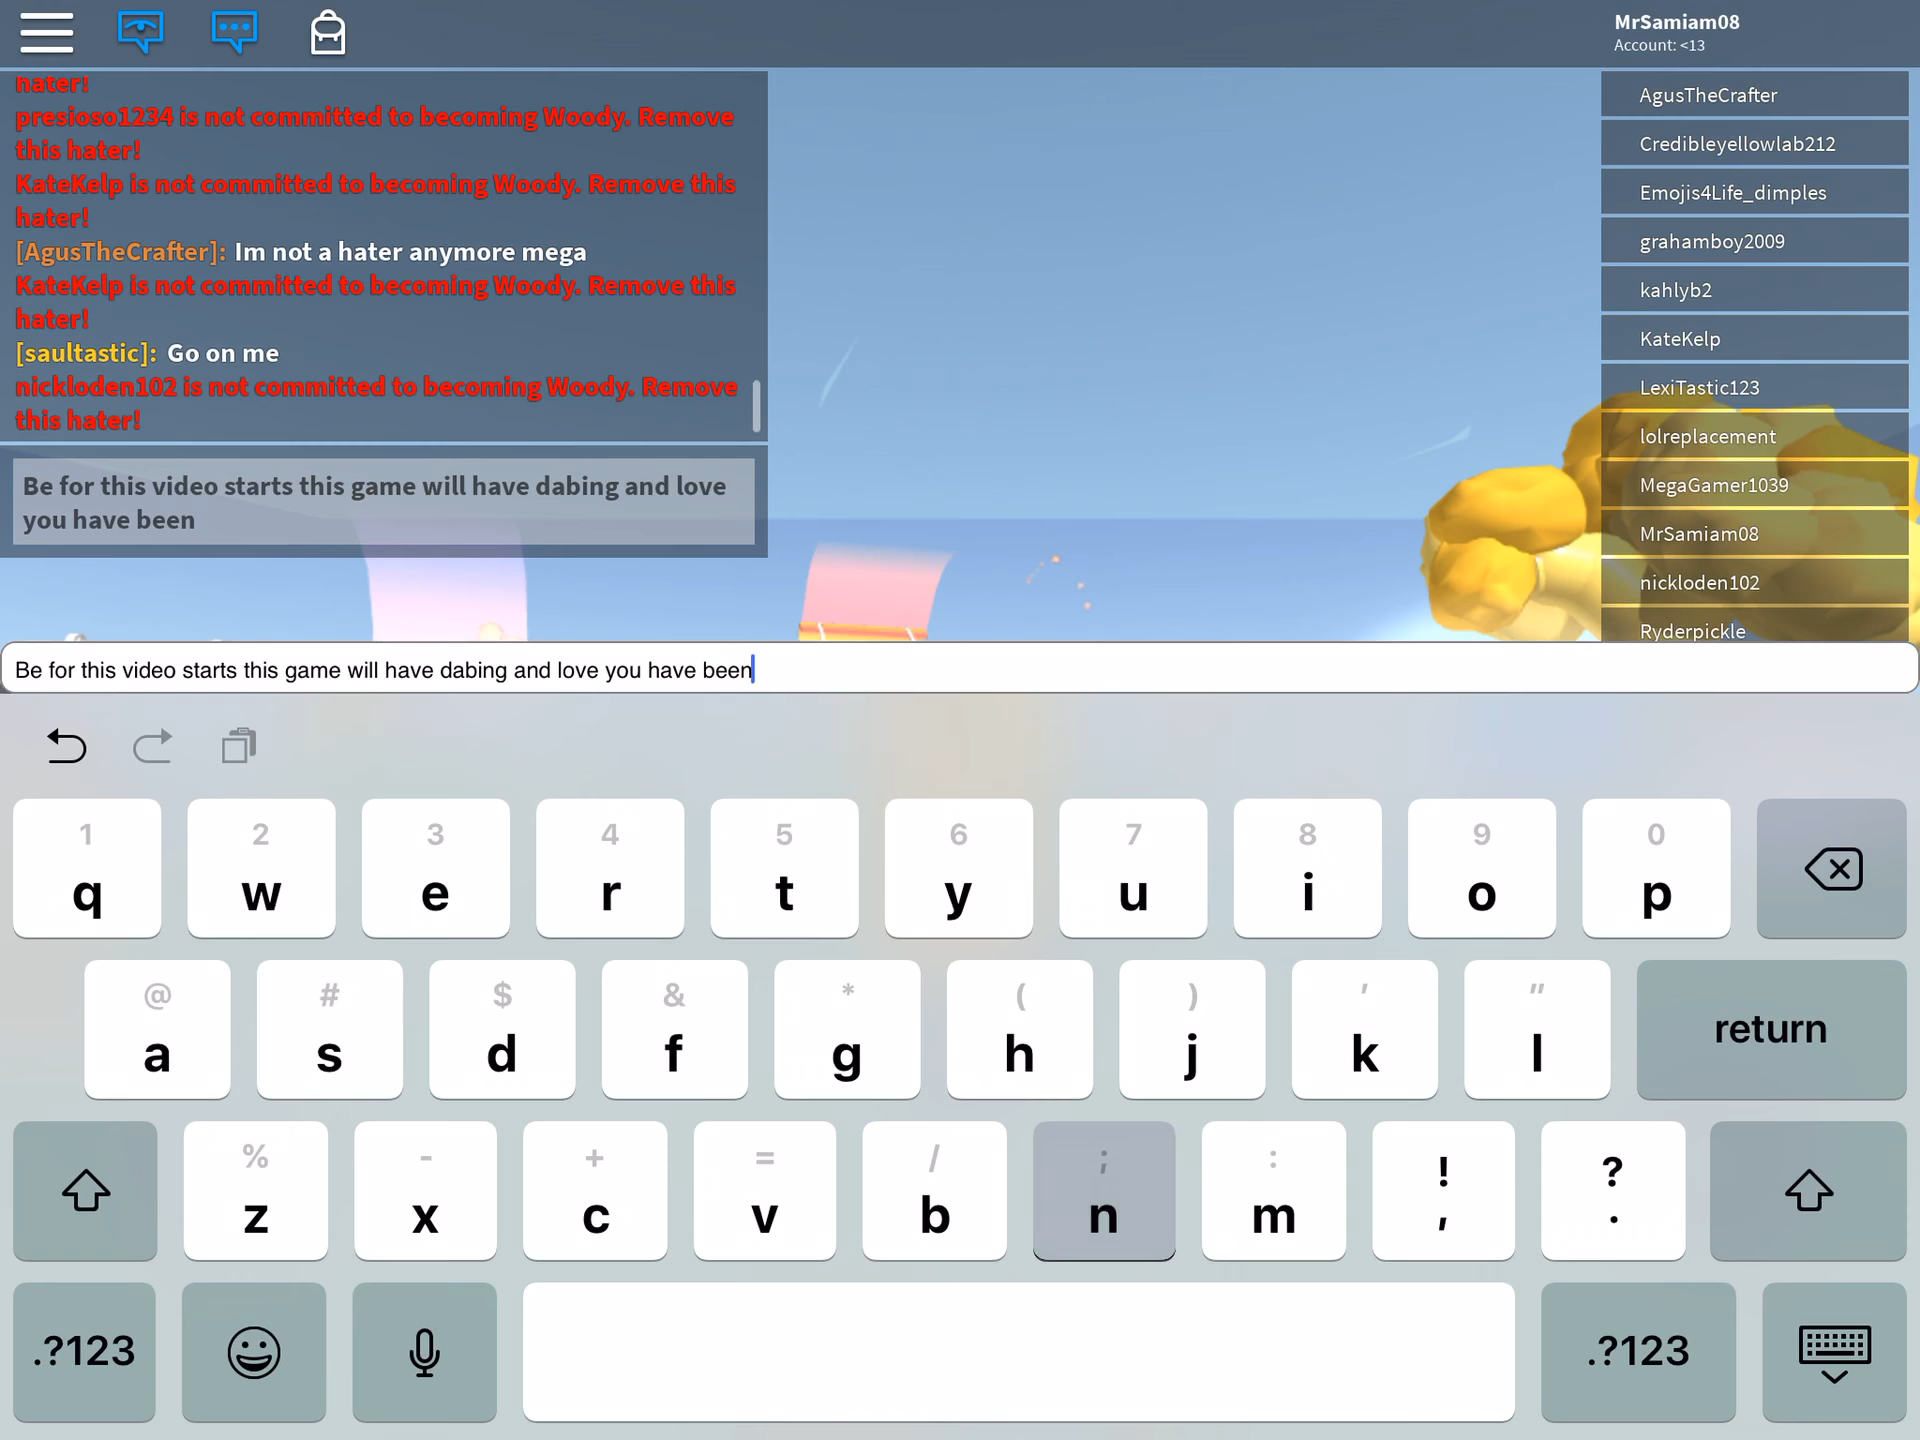 MrSamiam08
Account: <13
hater!
presioso1234 is not committed to becoming Woody. Remove
this hater!
KateKelp is not committed to becoming Woody. Remove this
hater!
[AgusTheCrafter]: Im not a hater anymore mega
KateKelp is not committed to becoming Woody. Remove this
hater!
[saultastic]: Go on me
nickloden102 is not committed to becoming Woody. Remove
this hater!
Be for this video starts this game will have dabing and love
you have been
AgusTheCrafter
Credibleyellowlab212
Emojis4Life_dimples
grahamboy2009
kahlyb2
KateKelp
LexiTastic123
lolreplacement
MegaGamer1039
MrSamiam08
nickloden102
Ryderpickle
Be for this video starts this game will have dabing and love you have been
1 2 3 4 5 6 7 8 9 0
q w e r t y u i o p
@ # $ & * ( ) ' "
a s d f g h j k l return
% - + = / ; : ! ?
z x c v b n m , .
.?123 .?123